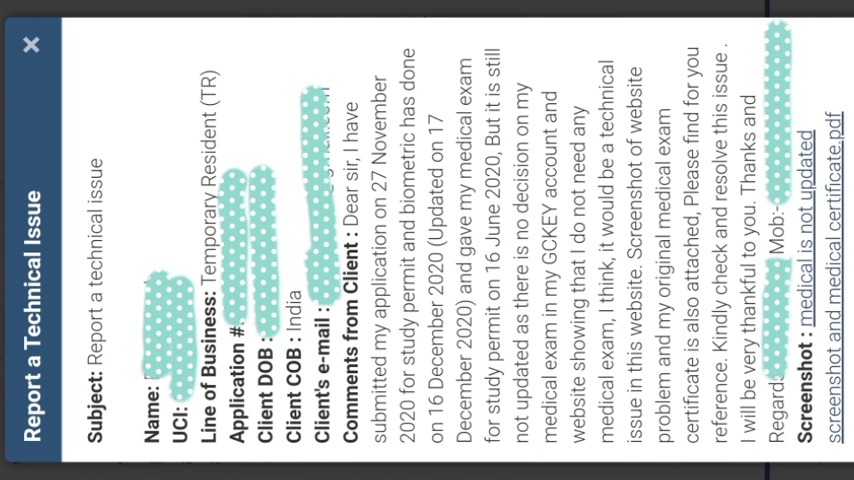 Report a Technical Issue ×
Subject: Report a technical issue
Name:
UCI:
Line of Business: Temporary Resident (TR)
Application #:
Client DOB :
Client COB : India
Client's e-mail :
Comments from Client : Dear sir, I have
submitted my application on 27 November
2020 for study permit and biometric has done
on 16 December 2020 (Updated on 17
December 2020) and gave my medical exam
for study permit on 16 June 2020, But it is still
not updated as there is no decision on my
medical exam in my GCKEY account and
website showing that I do not need any
medical exam, I think, it would be a technical
issue in this website. Screenshot of website
problem and my original medical exam
certificate is also attached, Please find for you
reference. Kindly check and resolve this issue .
I will be very thankful to you. Thanks and
Regards Mob:-
Screenshot : medical is not updated
screenshot and medical certificate.pdf